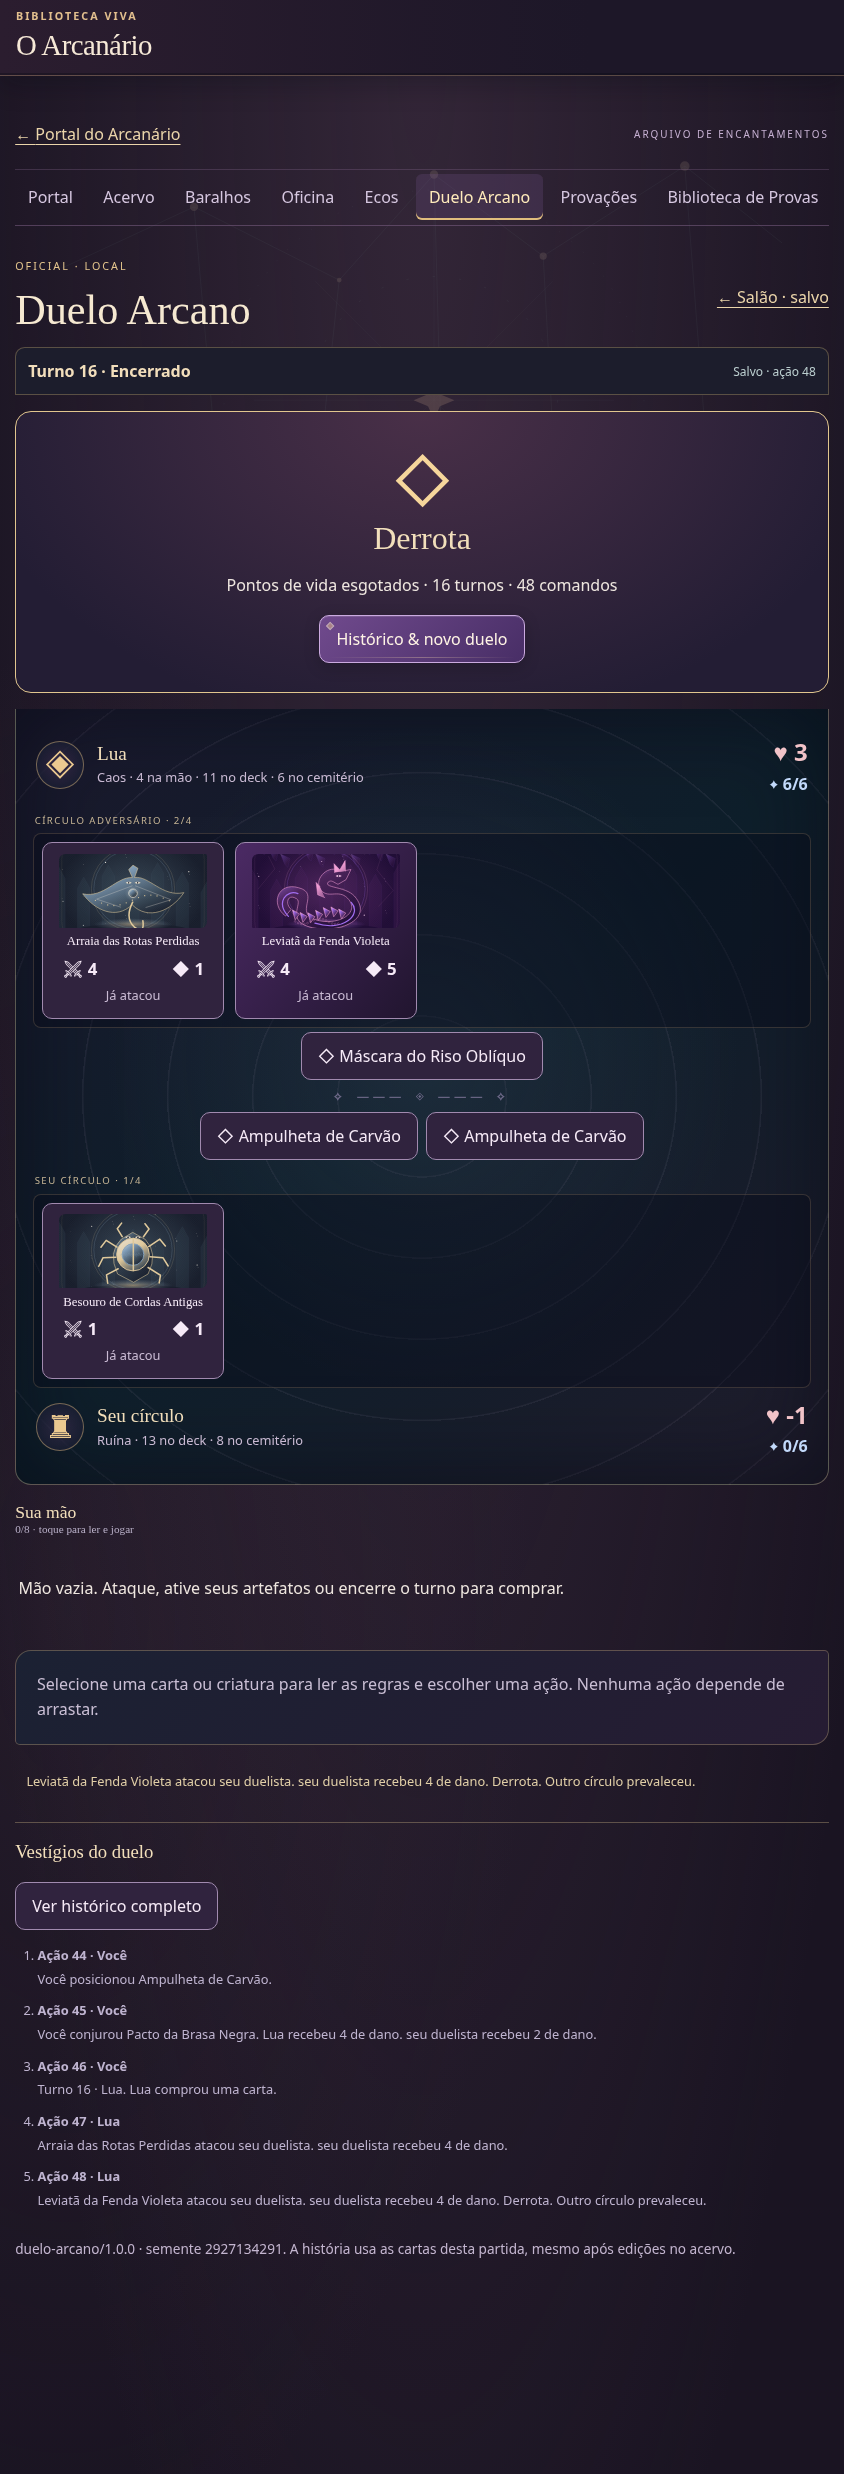 BIBLIOTECA VIVA
O Arcanário
← Portal do Arcanário
ARQUIVO DE ENCANTAMENTOS
Portal Acervo Baralhos Oficina Ecos Duelo Arcano Provações Biblioteca de Provas
OFICIAL · LOCAL
Duelo Arcano
← Salão · salvo
Turno 16 · Encerrado
Salvo · ação 48
Derrota
Pontos de vida esgotados · 16 turnos · 48 comandos
Histórico & novo duelo
Lua
Caos · 4 na mão · 11 no deck · 6 no cemitério
♥ 3
✦ 6/6
CÍRCULO ADVERSÁRIO · 2/4
Arraia das Rotas Perdidas
⚔ 4 ◆ 1
Já atacou
Leviatã da Fenda Violeta
⚔ 4 ◆ 5
Já atacou
◇ Máscara do Riso Oblíquo
✧ ——— ◈ ——— ✧
◇ Ampulheta de Carvão
◇ Ampulheta de Carvão
SEU CÍRCULO · 1/4
Besouro de Cordas Antigas
⚔ 1 ◆ 1
Já atacou
Seu círculo
Ruína · 13 no deck · 8 no cemitério
♥ -1
✦ 0/6
Sua mão
0/8 · toque para ler e jogar
Mão vazia. Ataque, ative seus artefatos ou encerre o turno para comprar.
Selecione uma carta ou criatura para ler as regras e escolher uma ação. Nenhuma ação depende de
arrastar.
Leviatã da Fenda Violeta atacou seu duelista. seu duelista recebeu 4 de dano. Derrota. Outro círculo prevaleceu.
Vestígios do duelo
Ver histórico completo
1. Ação 44 · Você
Você posicionou Ampulheta de Carvão.
2. Ação 45 · Você
Você conjurou Pacto da Brasa Negra. Lua recebeu 4 de dano. seu duelista recebeu 2 de dano.
3. Ação 46 · Você
Turno 16 · Lua. Lua comprou uma carta.
4. Ação 47 · Lua
Arraia das Rotas Perdidas atacou seu duelista. seu duelista recebeu 4 de dano.
5. Ação 48 · Lua
Leviatã da Fenda Violeta atacou seu duelista. seu duelista recebeu 4 de dano. Derrota. Outro círculo prevaleceu.
duelo-arcano/1.0.0 · semente 2927134291. A história usa as cartas desta partida, mesmo após edições no acervo.